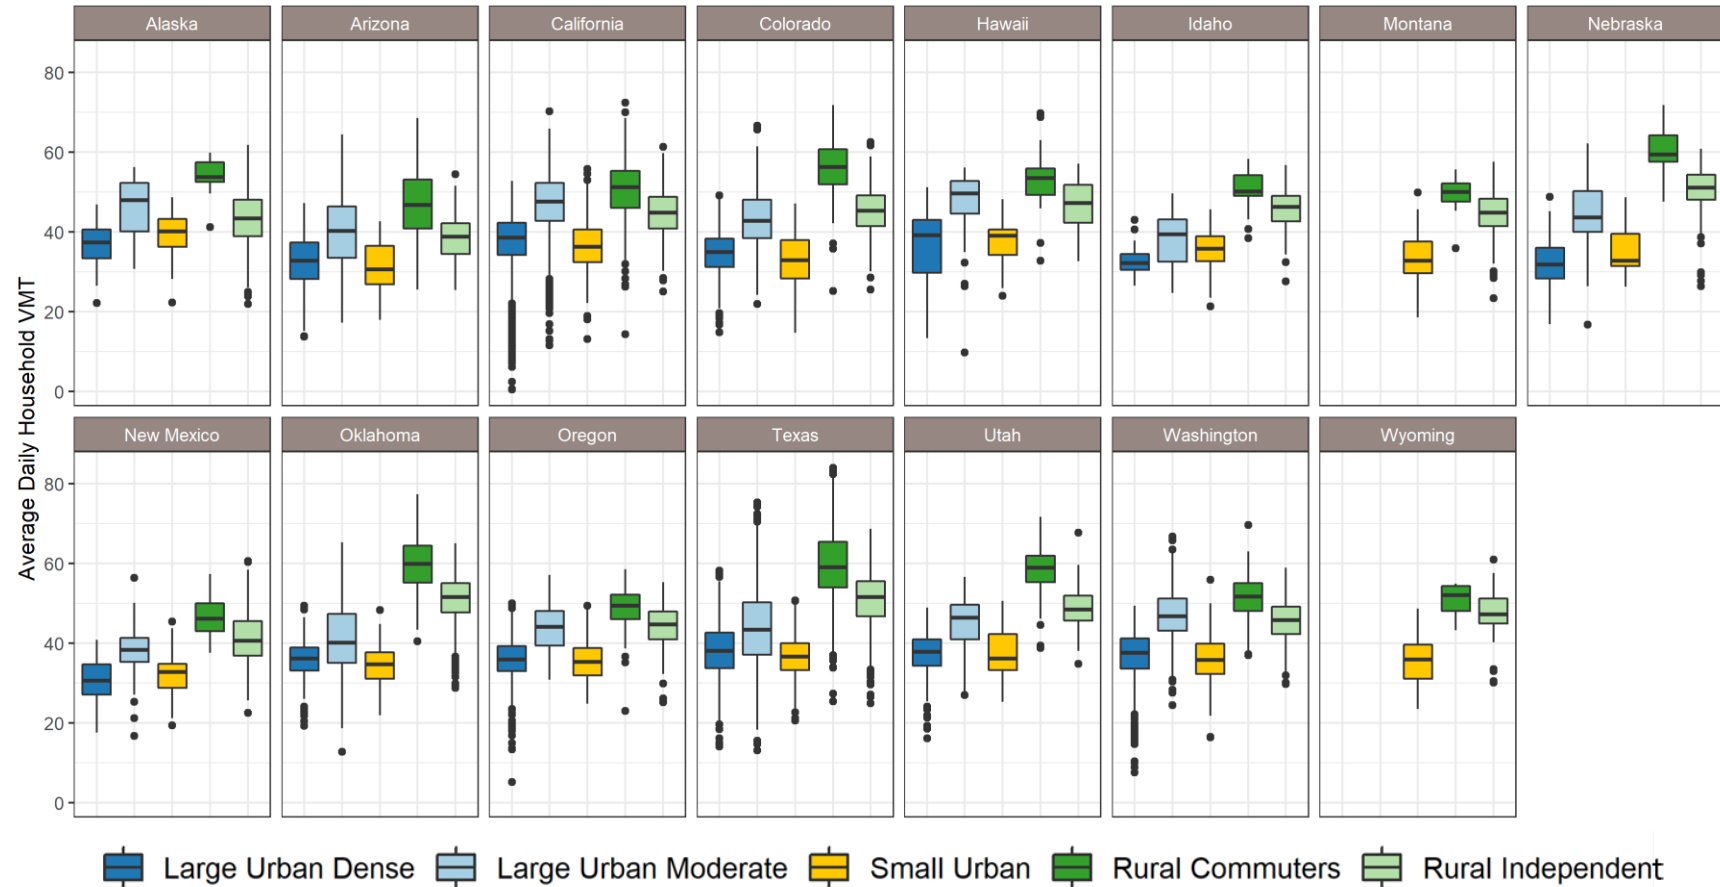 Alaska Arizona California Colorado Hawaii Idaho Montana Nebraska
80
60
40
20
0
Average Daily Household VMT
New Mexico Oklahoma Oregon Texas Utah Washington Wyoming
80
60
40
20
0
Large Urban Dense Large Urban Moderate Small Urban Rural Commuters Rural Independent